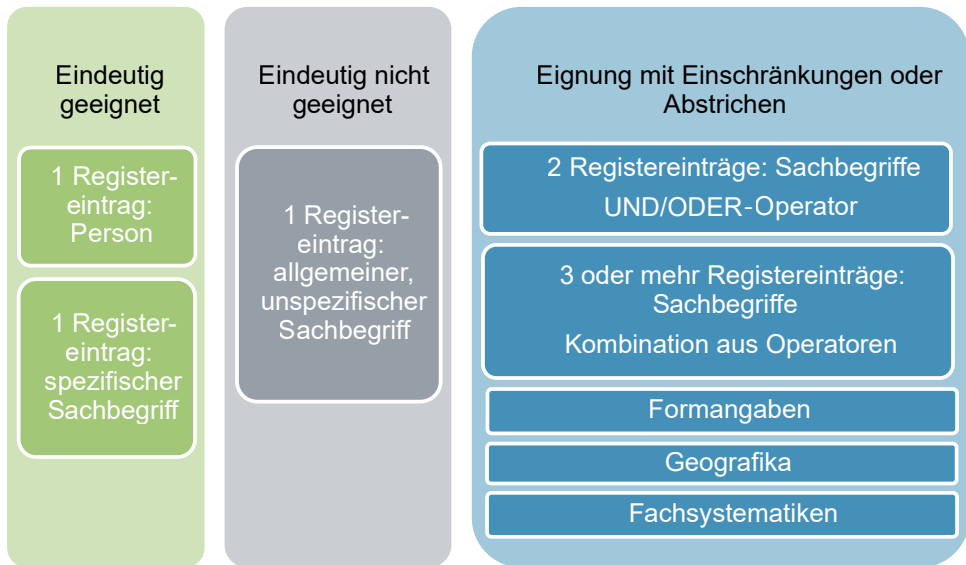 Eindeutig
geeignet
1 Register-
eintrag:
Person
1 Register-
eintrag:
spezifischer
Sachbegriff
Eindeutig nicht
geeignet
1 Register-
eintrag:
allgemeiner,
unspezifischer
Sachbegriff
Eignung mit Einschränkungen oder
Abstrichen
2 Registereinträge: Sachbegriffe
UND/ODER-Operator
3 oder mehr Registereinträge:
Sachbegriffe
Kombination aus Operatoren
Formangaben
Geografika
Fachsystematiken